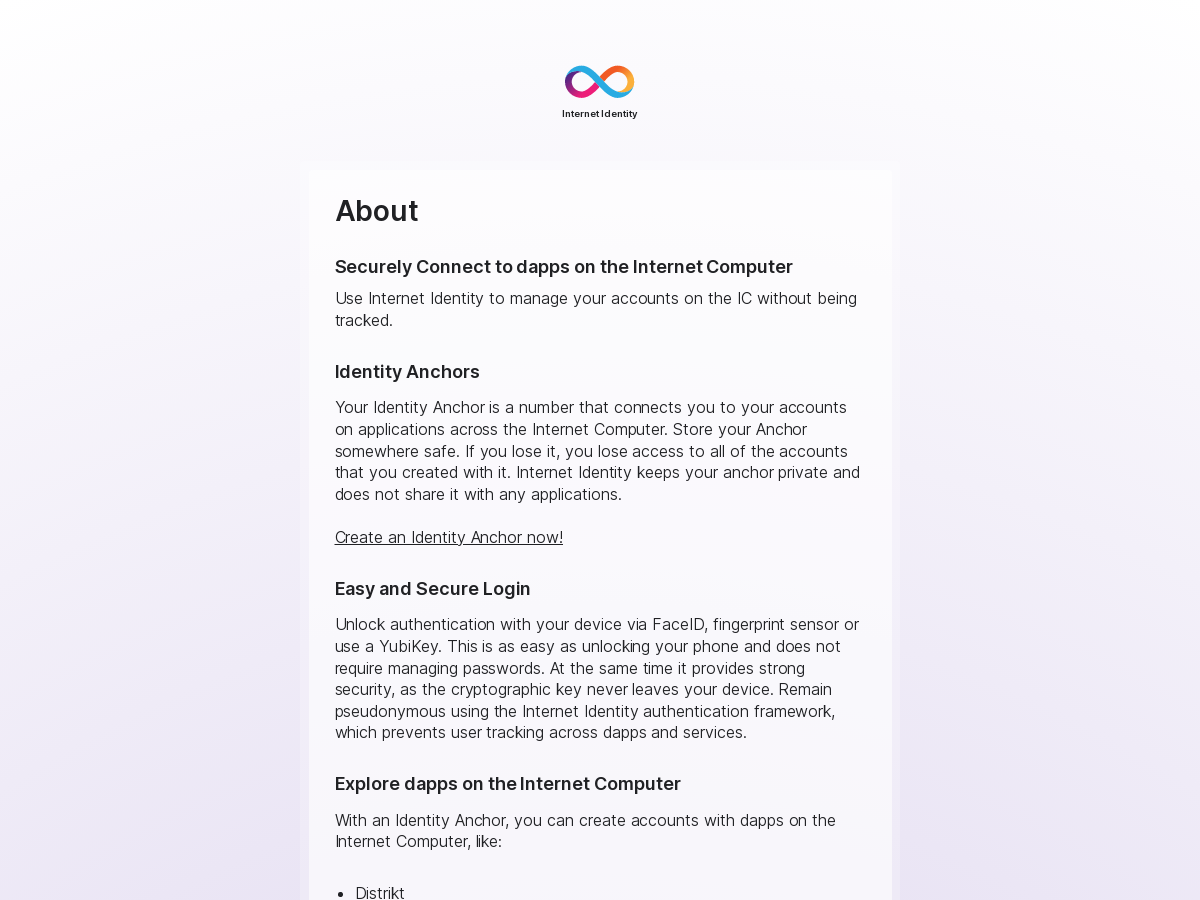 Internet Identity
About
Securely Connect to dapps on the Internet Computer
Use Internet Identity to manage your accounts on the IC without being
tracked.
Identity Anchors
Your Identity Anchor is a number that connects you to your accounts
on applications across the Internet Computer. Store your Anchor
somewhere safe. If you lose it, you lose access to all of the accounts
that you created with it. Internet Identity keeps your anchor private and
does not share it with any applications.
Create an Identity Anchor now!
Easy and Secure Login
Unlock authentication with your device via FaceID, fingerprint sensor or
use a YubiKey. This is as easy as unlocking your phone and does not
require managing passwords. At the same time it provides strong
security, as the cryptographic key never leaves your device. Remain
pseudonymous using the Internet Identity authentication framework,
which prevents user tracking across dapps and services.
Explore dapps on the Internet Computer
With an Identity Anchor, you can create accounts with dapps on the
Internet Computer, like:
• Distrikt